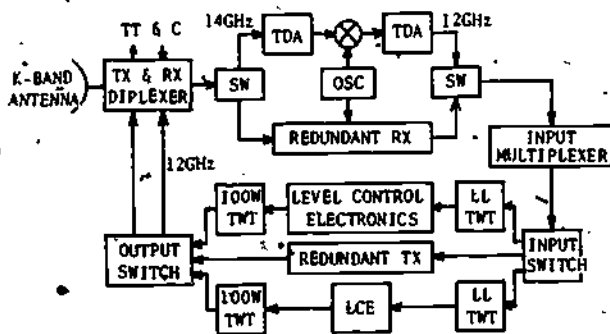 TT & C
14GHz
TDA
TDA
12GHz
K-BAND
ANTENNA
TX & RX
DIPLEXER
SW
OSC
SW
REDUNDANT RX
INPUT
MULTIPLEXER
12GHz
100W
TWT
LEVEL CONTROL
ELECTRONICS
LL
TWT
OUTPUT
SWITCH
REDUNDANT TX
INPUT
SWITCH
100W
TWT
LCE
LL
TWT